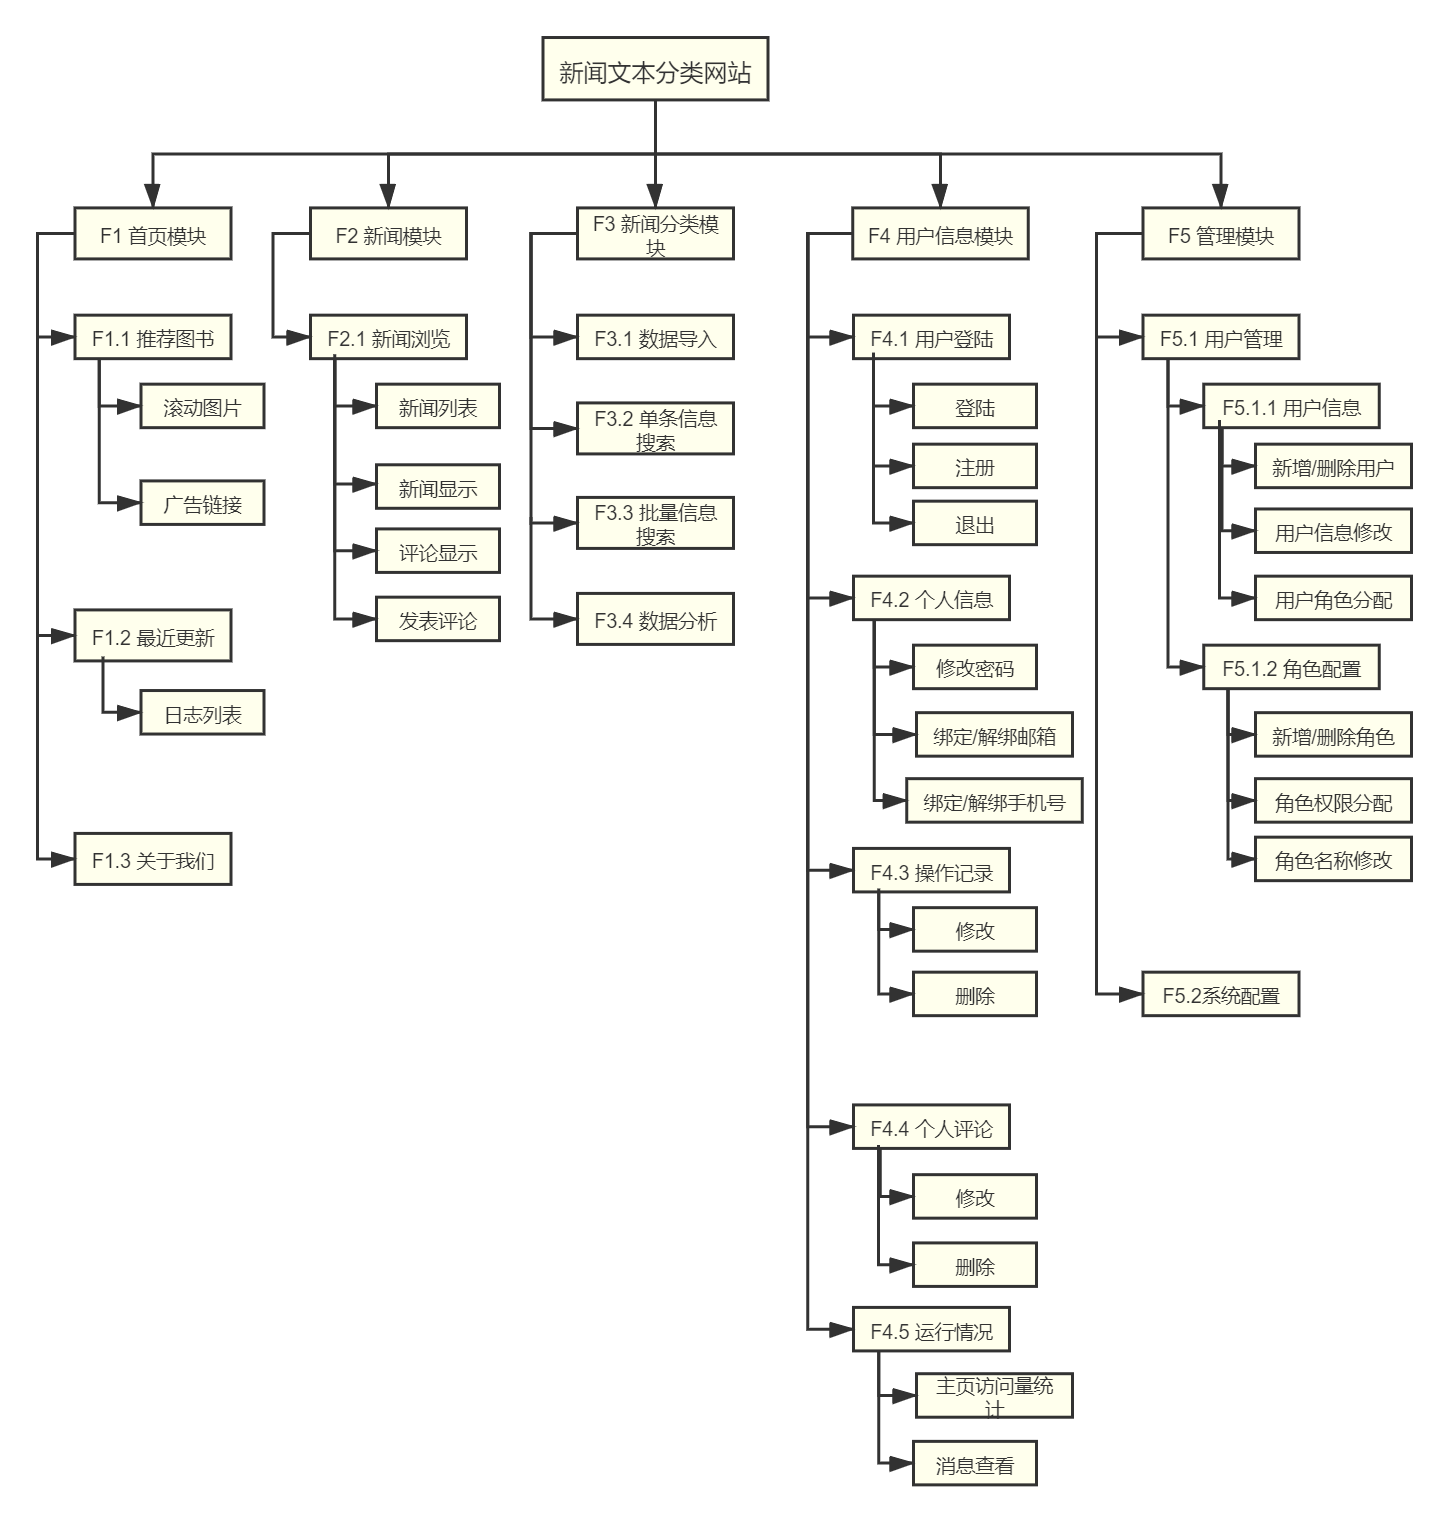 新闻文本分类网站
F1 首页模块
F1.1 推荐图书
滚动图片
广告链接
F1.2 最近更新
日志列表
F1.3 关于我们
F2 新闻模块
F2.1 新闻浏览
新闻列表
新闻显示
评论显示
发表评论
F3 新闻分类模
块
F3.1 数据导入
F3.2 单条信息
搜索
F3.3 批量信息
搜索
F3.4 数据分析
F4 用户信息模块
F4.1 用户登陆
登陆
注册
退出
F4.2 个人信息
修改密码
绑定/解绑邮箱
绑定/解绑手机号
F4.3 操作记录
修改
删除
F4.4 个人评论
修改
删除
F4.5 运行情况
主页访问量统
计
消息查看
F5 管理模块
F5.1 用户管理
F5.1.1 用户信息
新增/删除用户
用户信息修改
用户角色分配
F5.1.2 角色配置
新增/删除角色
角色权限分配
角色名称修改
F5.2系统配置